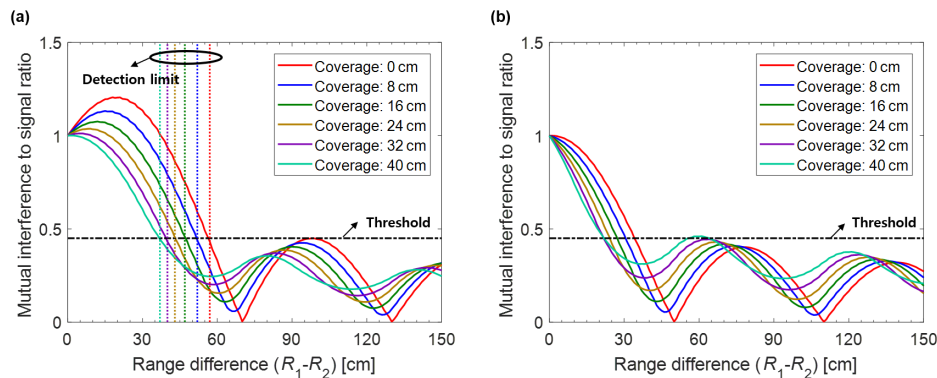 (a)
Mutual interference to signal ratio
1.5
1
0.5
0
0 30 60 90 120 150
Range difference (R1-R2) [cm]
Detection limit
Threshold
Coverage: 0 cm
Coverage: 8 cm
Coverage: 16 cm
Coverage: 24 cm
Coverage: 32 cm
Coverage: 40 cm
(b)
Mutual interference to signal ratio
1.5
1
0.5
0
0 30 60 90 120 150
Range difference (R1-R2) [cm]
Threshold
Coverage: 0 cm
Coverage: 8 cm
Coverage: 16 cm
Coverage: 24 cm
Coverage: 32 cm
Coverage: 40 cm